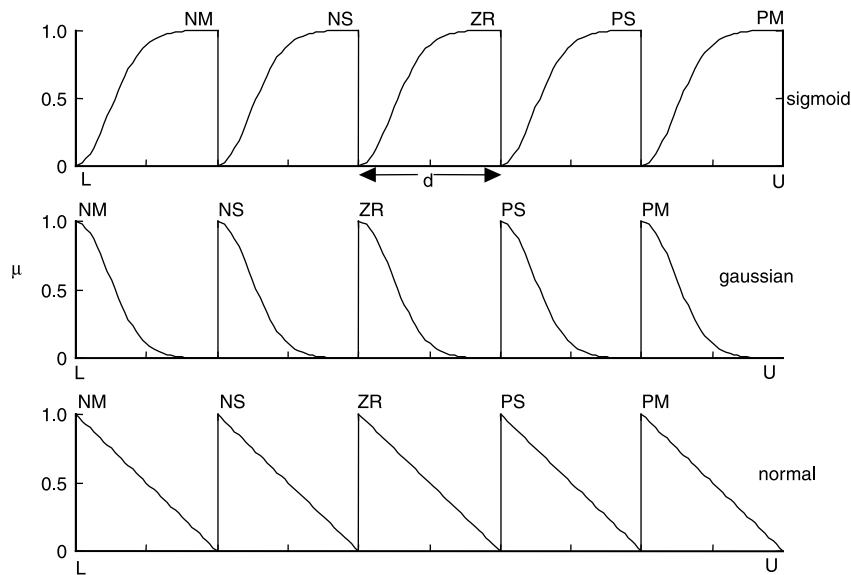 NM NS ZR PS PM
1.0
0.5
sigmoid
0
L d U
NM NS ZR PS PM
1.0
μ
gaussian
0.5
0
L U
NM NS ZR PS PM
1.0
normal
0.5
0
L U